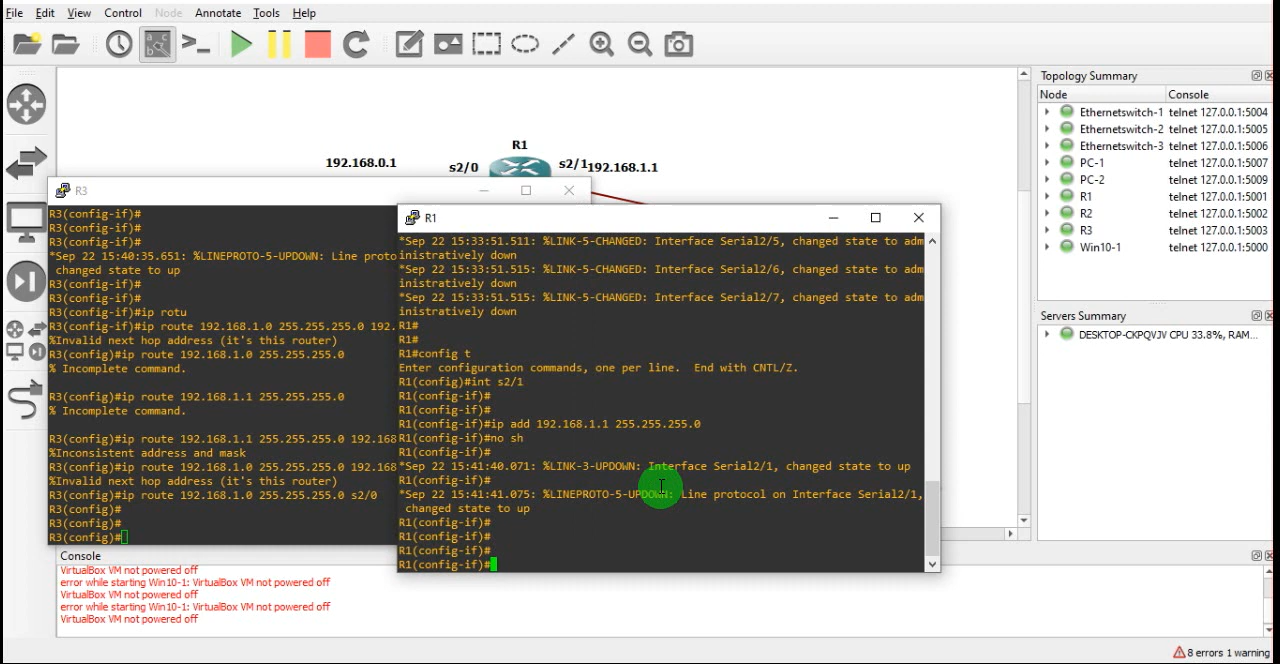 File Edit View Control Node Annotate Tools Help
Topology Summary
Node Console
Ethernetswitch-1 telnet 127.0.0.1:5004
Ethernetswitch-2 telnet 127.0.0.1:5005
Ethernetswitch-3 telnet 127.0.0.1:5006
PC-1 telnet 127.0.0.1:5007
PC-2 telnet 127.0.0.1:5009
R1 telnet 127.0.0.1:5001
R2 telnet 127.0.0.1:5002
R3 telnet 127.0.0.1:5003
Win10-1 telnet 127.0.0.1:5000
Servers Summary
DESKTOP-CKPQVJV CPU 33.8%, RAM...
R1
192.168.0.1
s2/0
s2/1
192.168.1.1
R3
R3(config-if)#
R3(config-if)#
R3(config-if)#
*Sep 22 15:40:35.651: %LINEPROTO-5-UPDOWN: Line proto
changed state to up
R3(config-if)#
R3(config-if)#
R3(config-if)#ip rotu
R3(config-if)#ip route 192.168.1.0 255.255.255.0 192.
%Invalid next hop address (it's this router)
R3(config)#ip route 192.168.1.0 255.255.255.0
% Incomplete command.
R3(config)#ip route 192.168.1.1 255.255.255.0
% Incomplete command.
R3(config)#ip route 192.168.1.1 255.255.255.0 192.168
%Inconsistent address and mask
R3(config)#ip route 192.168.1.0 255.255.255.0 192.168
%Invalid next hop address (it's this router)
R3(config)#ip route 192.168.1.0 255.255.255.0 s2/0
R3(config)#
R3(config)#
R3(config)#
R1
*Sep 22 15:33:51.511: %LINK-5-CHANGED: Interface Serial2/5, changed state to adm
inistratively down
*Sep 22 15:33:51.515: %LINK-5-CHANGED: Interface Serial2/6, changed state to adm
inistratively down
*Sep 22 15:33:51.515: %LINK-5-CHANGED: Interface Serial2/7, changed state to adm
inistratively down
R1#
R1#
R1#config t
Enter configuration commands, one per line. End with CNTL/Z.
R1(config)#int s2/1
R1(config-if)#
R1(config-if)#
R1(config-if)#ip add 192.168.1.1 255.255.255.0
R1(config-if)#no sh
R1(config-if)#
*Sep 22 15:41:40.071: %LINK-3-UPDOWN: Interface Serial2/1, changed state to up
R1(config-if)#
*Sep 22 15:41:41.075: %LINEPROTO-5-UPDOWN: Line protocol on Interface Serial2/1,
changed state to up
R1(config-if)#
R1(config-if)#
R1(config-if)#
R1(config-if)#
Console
VirtualBox VM not powered off
error while starting Win10-1: VirtualBox VM not powered off
VirtualBox VM not powered off
error while starting Win10-1: VirtualBox VM not powered off
VirtualBox VM not powered off
8 errors 1 warning